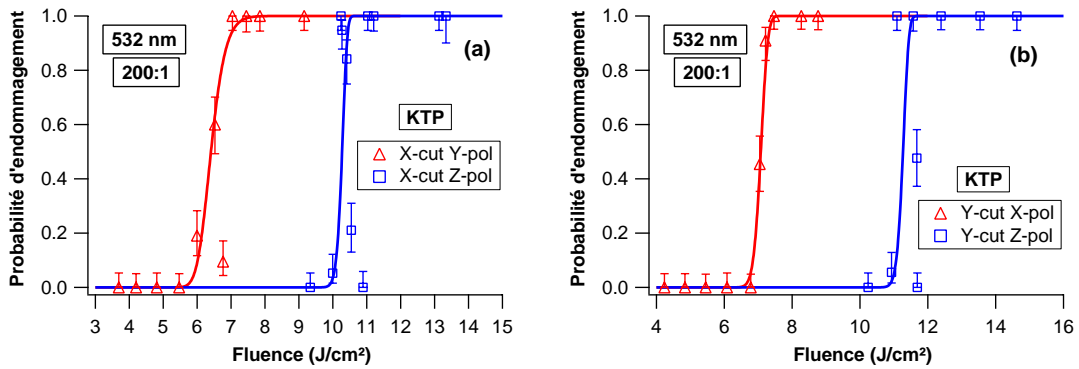 532 nm
200:1
(a)
KTP
X-cut Y-pol
X-cut Z-pol
Probabilité d'endommagement
1.0
0.8
0.6
0.4
0.2
0.0
3 4 5 6 7 8 9 10 11 12 13 14 15
Fluence (J/cm²)
532 nm
200:1
(b)
KTP
Y-cut X-pol
Y-cut Z-pol
Probabilité d'endommagement
1.0
0.8
0.6
0.4
0.2
0.0
4 6 8 10 12 14 16
Fluence (J/cm²)